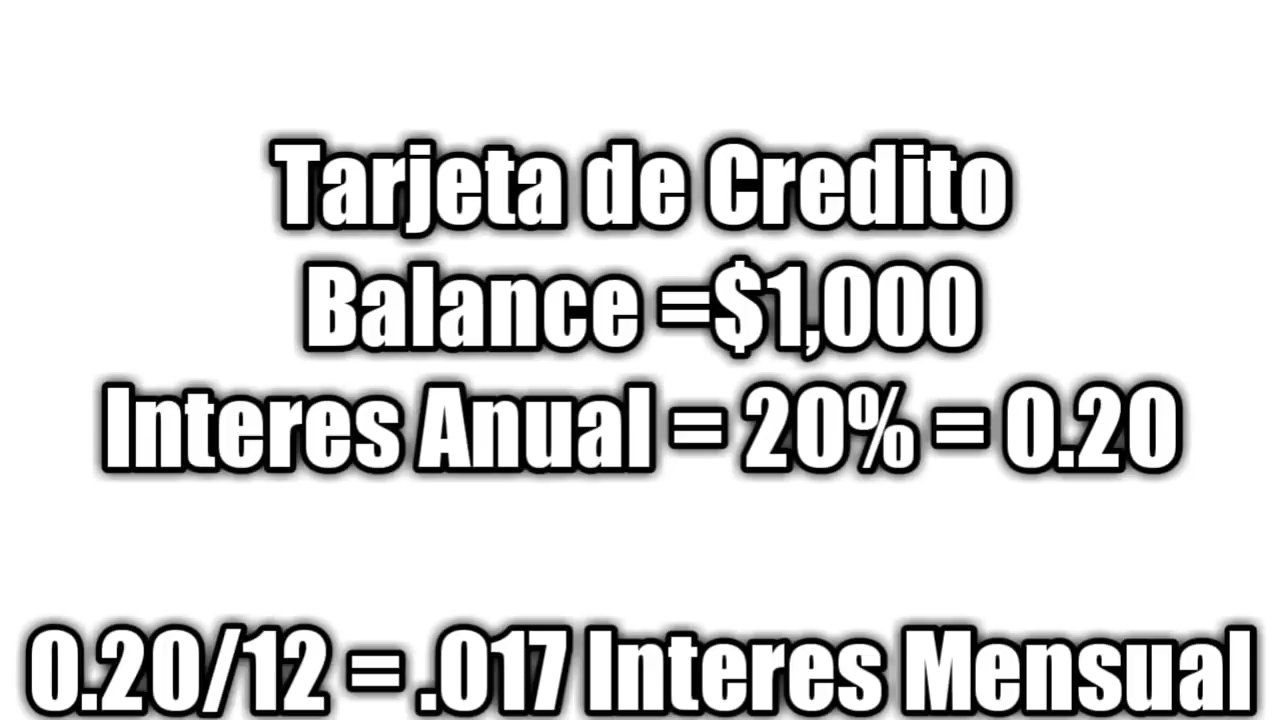 Tarjeta de Credito
Balance =$1,000
Interes Anual = 20% = 0.20
0.20/12 = .017 Interes Mensual